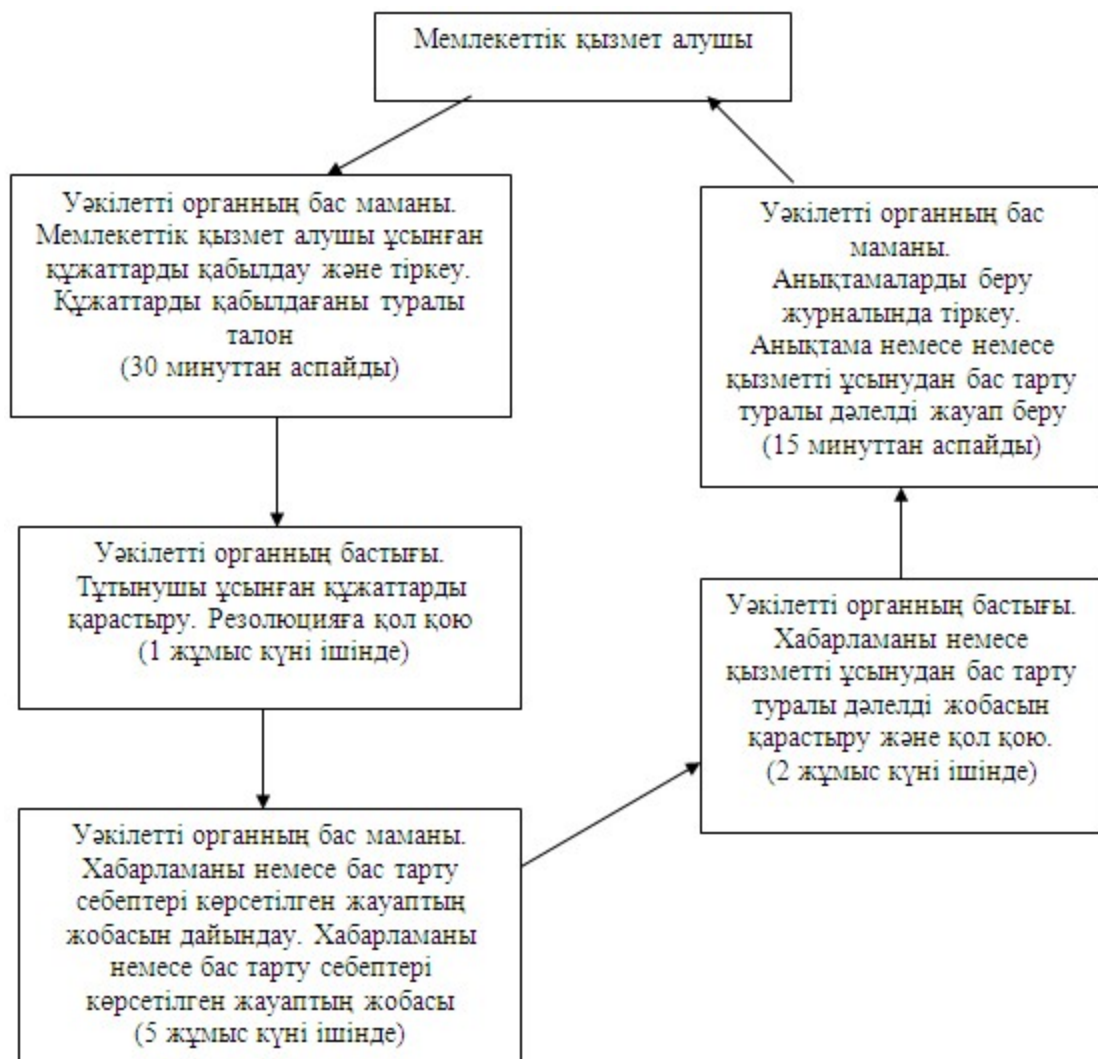 Мемлекеттік қызмет алушы
Уәкілетті органның бас маманы.
Мемлекеттік қызмет алушы ұсынған
құжаттарды қабылдау және тіркеу.
Құжаттарды қабылдағаны туралы
талон
(30 минуттан аспайды)
Уәкілетті органның бастығы.
Тұтынушы ұсынған құжаттарды
қарастыру. Резолюцияға қол қою
(1 жұмыс күні ішінде)
Уәкілетті органның бас маманы.
Хабарламаны немесе бас тарту
себептері көрсетілген жауаптың
жобасын дайындау. Хабарламаны
немесе бас тарту себептері
көрсетілген жауаптың жобасы
(5 жұмыс күні ішінде)
Уәкілетті органның бастығы.
Хабарламаны немесе
қызметті ұсынудан бас тарту
туралы дәлелді жобасын
қарастыру және қол қою.
(2 жұмыс күні ішінде)
Уәкілетті органның бас
маманы.
Анықтамаларды беру
журналында тіркеу.
Анықтама немесе немесе
қызметті ұсынудан бас тарту
туралы дәлелді жауап беру
(15 минуттан аспайды)